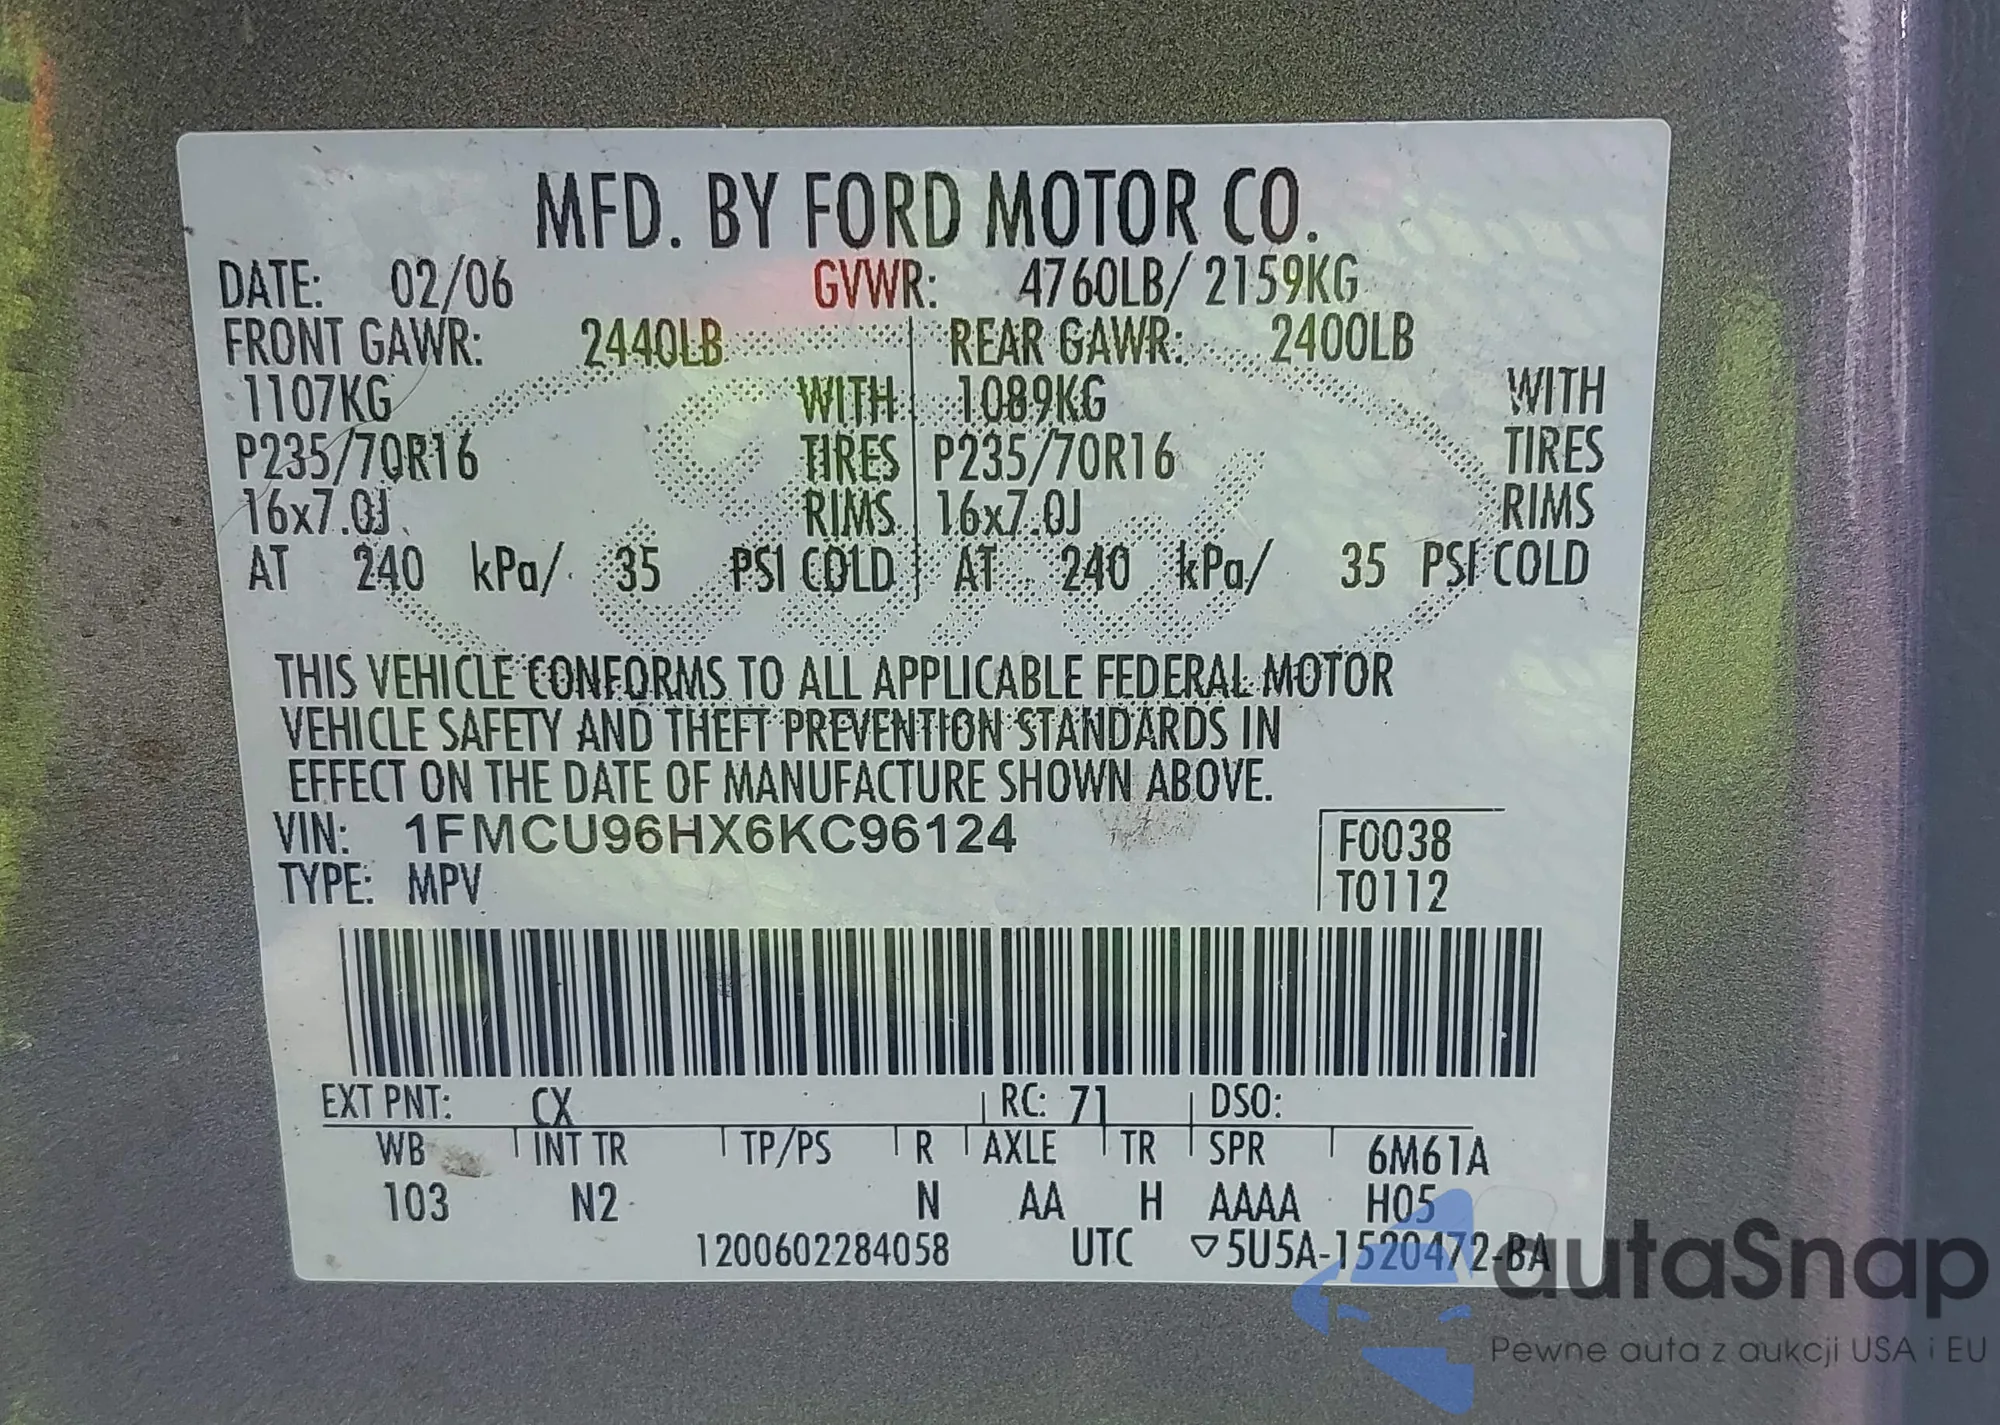 MFD. BY FORD MOTOR CO.
DATE: 02/06 GVWR: 4760LB/ 2159KG
FRONT GAWR: 2440LB REAR GAWR: 2400LB
1107KG WITH 1089KG WITH
P235/70R16 TIRES P235/70R16 TIRES
16x7.0J RIMS 16x7.0J RIMS
AT 240 kPa/ 35 PSI COLD AT 240 kPa/ 35 PSI COLD
THIS VEHICLE CONFORMS TO ALL APPLICABLE FEDERAL MOTOR
VEHICLE SAFETY AND THEFT PREVENTION STANDARDS IN
EFFECT ON THE DATE OF MANUFACTURE SHOWN ABOVE.
VIN: 1FMCU96HX6KC96124 F0038
TYPE: MPV T0112
EXT PNT: CX RC: 71 DSO:
WB INT TR TP/PS R AXLE TR SPR 6M61A
103 N2 N AA H AAAA H05
1200602284058 UTC ▽5U5A-1520472-BA
autaSnap
Pewne auta z aukcji USA i EU